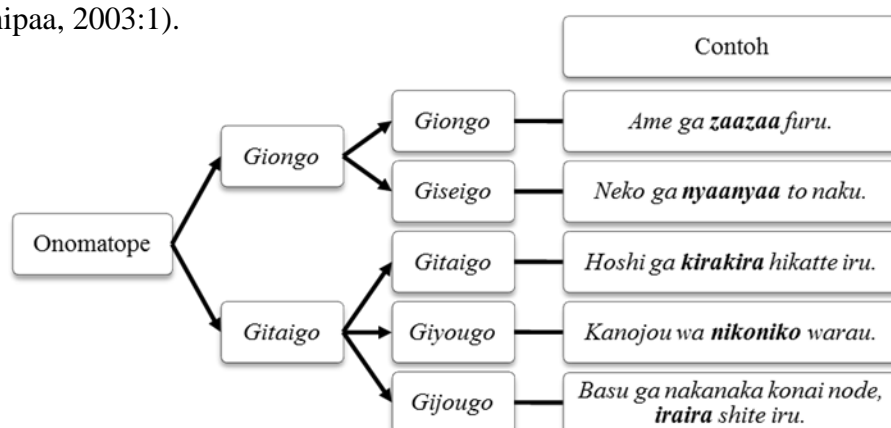 nipaa, 2003:1).
Contoh
Giongo
Ame ga zaazaa furu.
Giongo
Giseigo
Neko ga nyaanyaa to naku.
Onomatope
Gitaigo
Hoshi ga kirakira hikatte iru.
Gitaigo
Giyougo
Kanojou wa nikoniko warau.
Gijougo
Basu ga nakanaka konai node,
iraira shite iru.